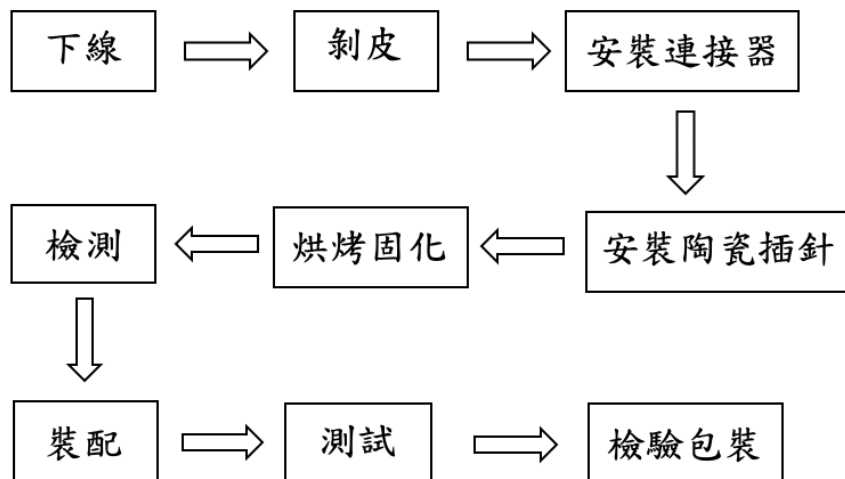 下線
剝皮
安裝連接器
安裝陶瓷插針
烘烤固化
檢測
裝配
測試
檢驗包裝